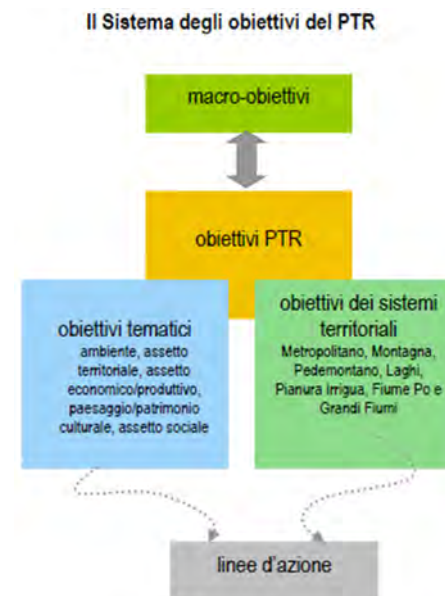 Il Sistema degli obiettivi del PTR
macro-obiettivi
obiettivi PTR
obiettivi tematici
ambiente, assetto
territoriale, assetto
economico/produttivo,
paesaggio/patrimonio
culturale, assetto sociale
obiettivi dei sistemi
territoriali
Metropolitano, Montagna,
Pedemontano, Laghi,
Pianura Irrigua, Fiume Po e
Grandi Fiumi
linee d'azione